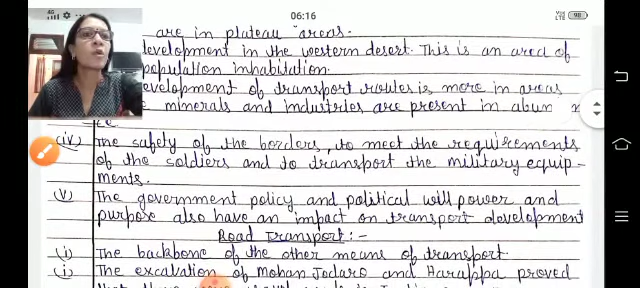 4G
06:16
98
are in plateau areas
development in the western desert. This is an area of
population inhabitation.
evelopment of transport routes is more in areas
e minerals and industries are present in abun
ce
(iv) The safety of the borders, to meet the requirements
of the soldiers and to transport the military equip-
ments.
(v) The government policy and political will power and
purpose also have an impact on transport development
Road Transport:-
(i) The backbone of the other means of transport
(i) The excavation of Mohan Jodaro and Harappa proved